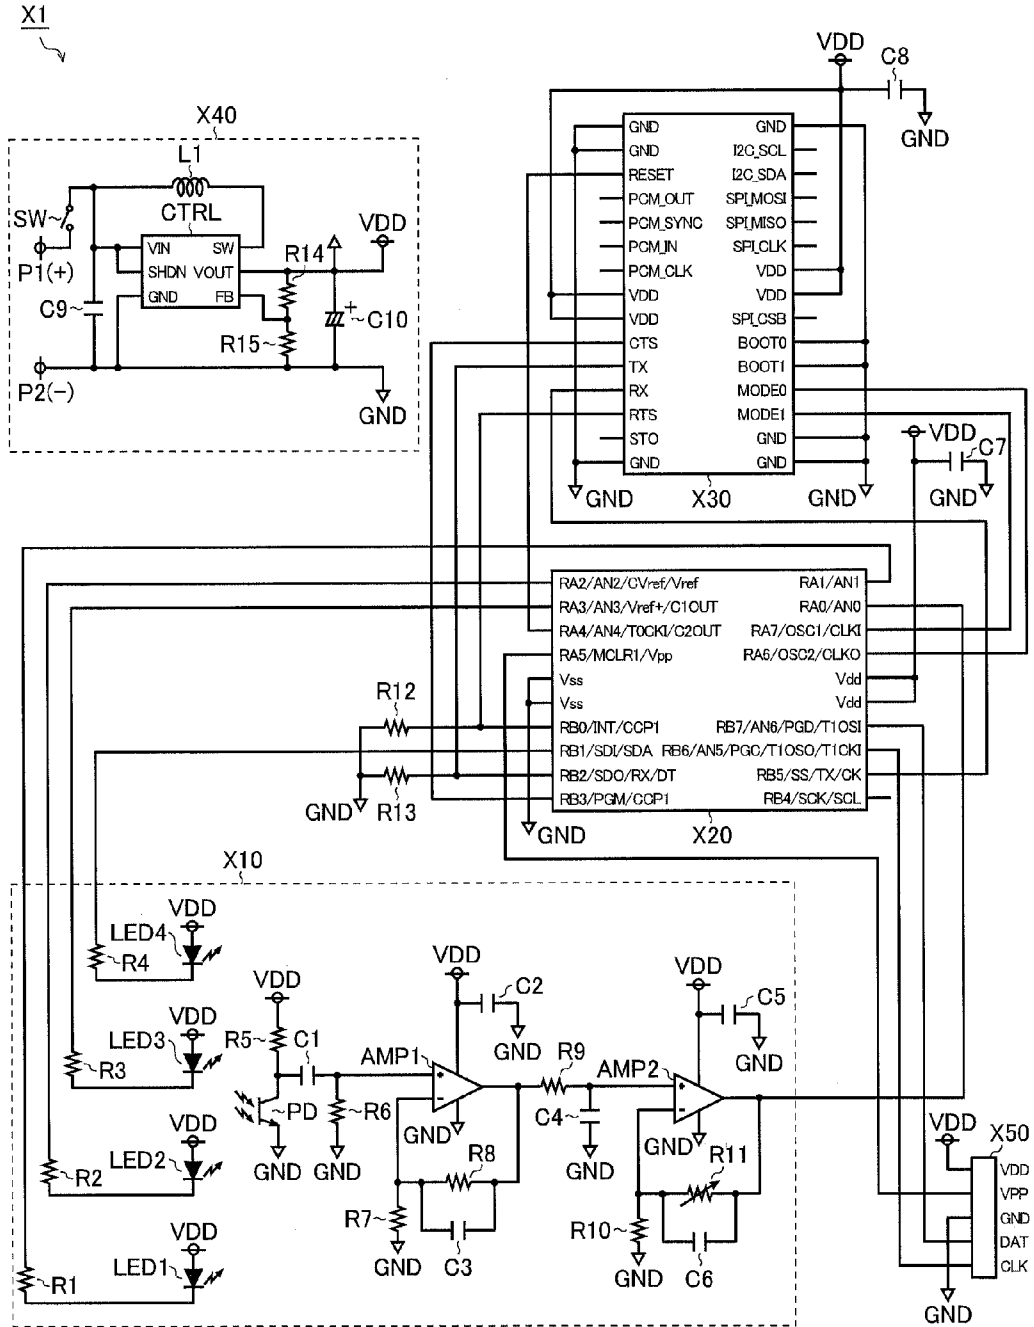 X1
X40
L1
SW
CTRL
VDD
P1(+)
VIN SW
SHDN VOUT
GND FB
R14
C9
C10
R15
P2(-)
GND
VDD
C8
GND
GND GND
GND I2C_SCL
RESET I2C_SDA
PCM_OUT SPI_MOSI
PCM_SYNC SPI_MISO
PCM_IN SPI_CLK
PCM_CLK VDD
VDD VDD
VDD SPI_CSB
CTS BOOT0
TX BOOT1
RX MODE0
RTS MODE1
STO GND
GND GND
GND X30 GND
VDD
C7
GND
RA2/AN2/CVref/Vref RA1/AN1
RA3/AN3/Vref+/C1OUT RA0/AN0
RA4/AN4/T0CKI/C2OUT RA7/OSC1/CLKI
RA5/MCLR1/Vpp RA6/OSC2/CLKO
Vss Vdd
Vss Vdd
RB0/INT/CCP1 RB7/AN6/PGD/T1OSI
RB1/SDI/SDA RB6/AN5/PGC/T1OSO/T1CKI
RB2/SDO/RX/DT RB5/SS/TX/CK
RB3/PGM/CCP1 RB4/SCK/SCL
R12
GND R13
GND X20
X10
VDD
LED4
R4
VDD
LED3
R3
VDD
LED2
R2
VDD
LED1
R1
VDD
R5 C1
PD
R6
GND GND
VDD
C2
GND
AMP1
GND
R8
R7
GND C3
R9
C4
GND
VDD
C5
GND
AMP2
GND
R11
R10
GND C6
VDD X50
VDD
VPP
GND
DAT
CLK
GND